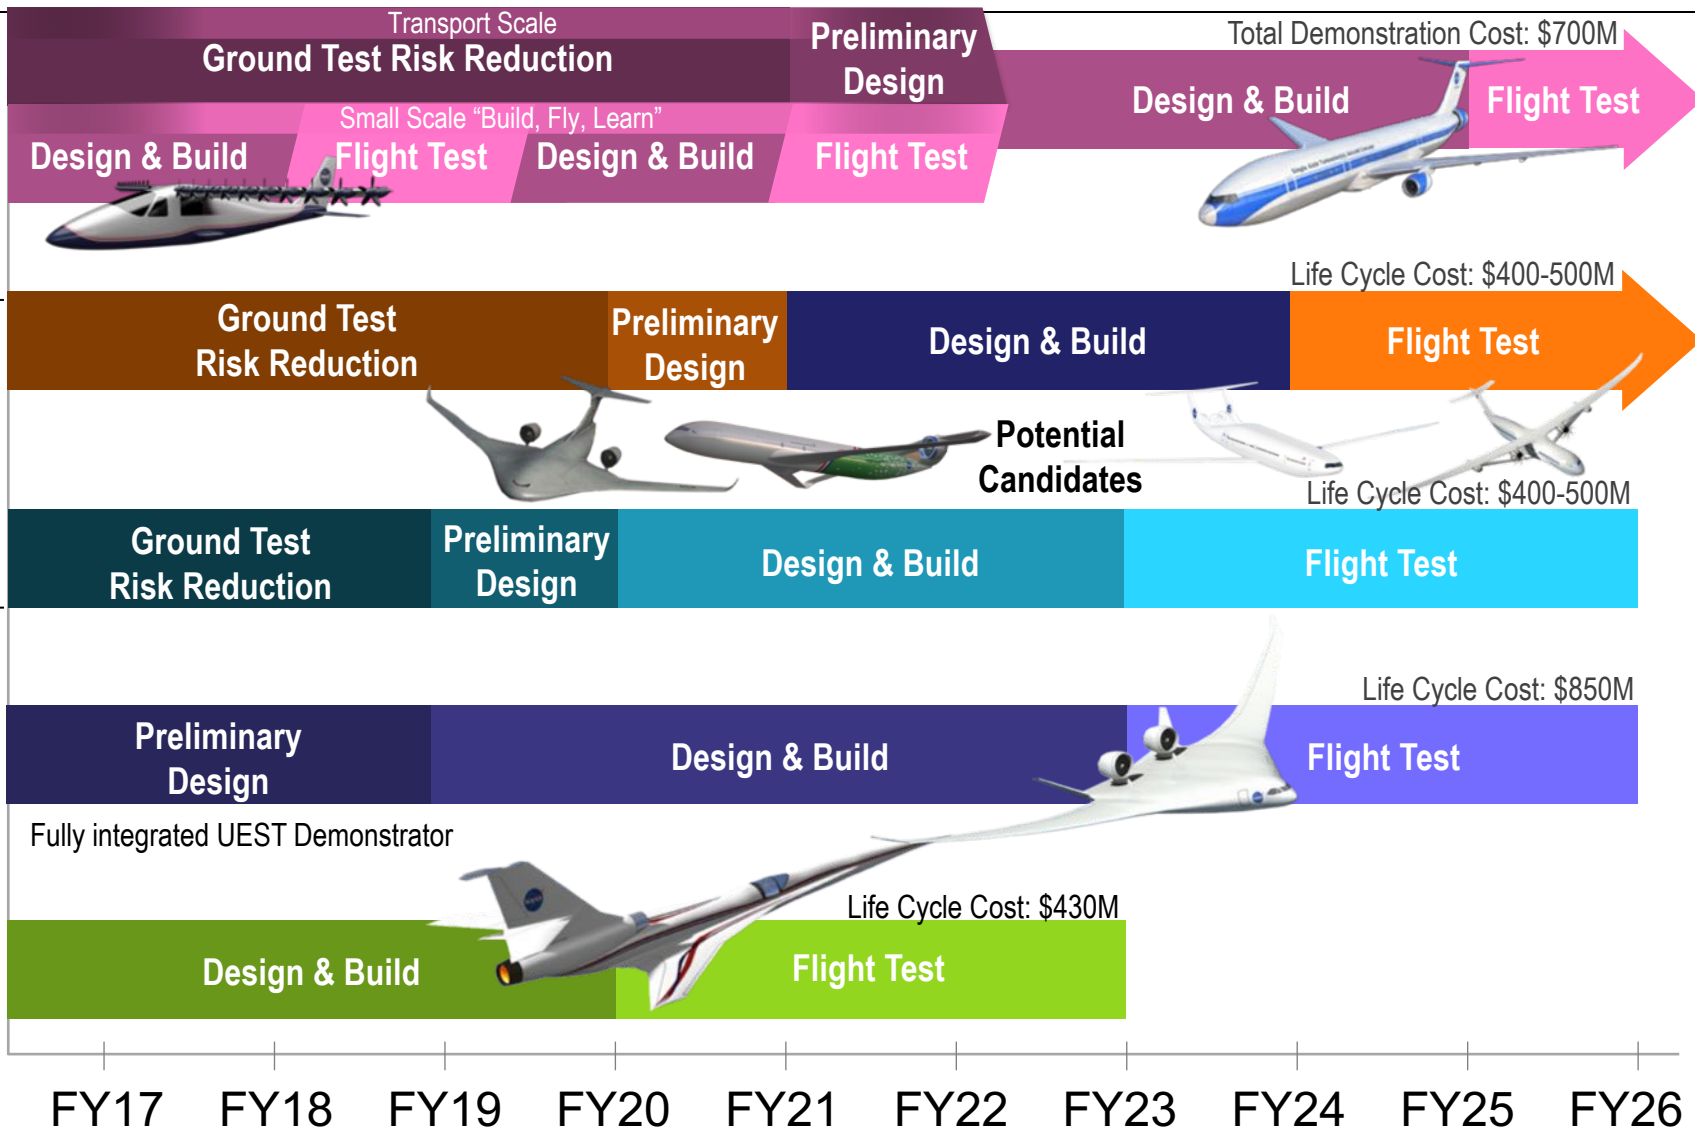 Transport Scale
Ground Test Risk Reduction
Preliminary
Design
Total Demonstration Cost: $700M
Design & Build
Flight Test
Small Scale “Build, Fly, Learn”
Design & Build
Flight Test
Design & Build
Flight Test
Life Cycle Cost: $400-500M
Ground Test
Risk Reduction
Preliminary
Design
Design & Build
Flight Test
Potential
Candidates
Life Cycle Cost: $400-500M
Ground Test
Risk Reduction
Preliminary
Design
Design & Build
Flight Test
Life Cycle Cost: $850M
Preliminary
Design
Design & Build
Flight Test
Fully integrated UEST Demonstrator
Life Cycle Cost: $430M
Design & Build
Flight Test
FY17 FY18 FY19 FY20 FY21 FY22 FY23 FY24 FY25 FY26